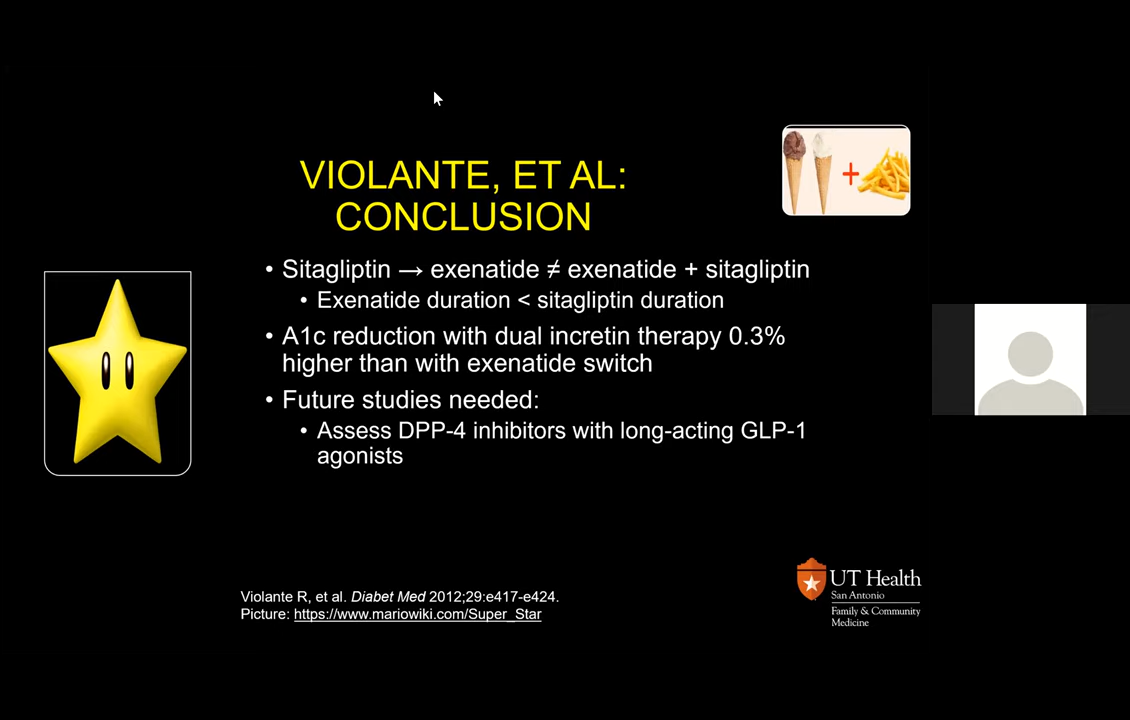 VIOLANTE, ET AL:
CONCLUSION
• Sitagliptin → exenatide ≠ exenatide + sitagliptin
• Exenatide duration < sitagliptin duration
• A1c reduction with dual incretin therapy 0.3%
higher than with exenatide switch
• Future studies needed:
• Assess DPP-4 inhibitors with long-acting GLP-1
agonists
Violante R, et al. Diabet Med 2012;29:e417-e424.
Picture: https://www.mariowiki.com/Super_Star
UT Health
San Antonio
Family & Community
Medicine